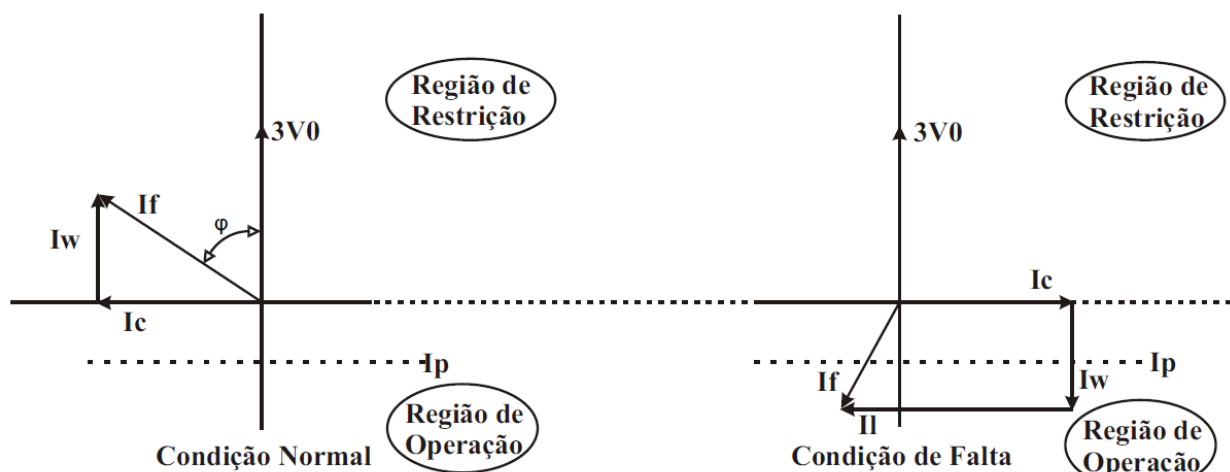 Região de
Restrição
3V0
If
φ
Iw
Ic
Ip
Região de
Operação
Condição Normal
Região de
Restrição
3V0
Ic
Ip
If
Iw
Il
Região de
Operação
Condição de Falta